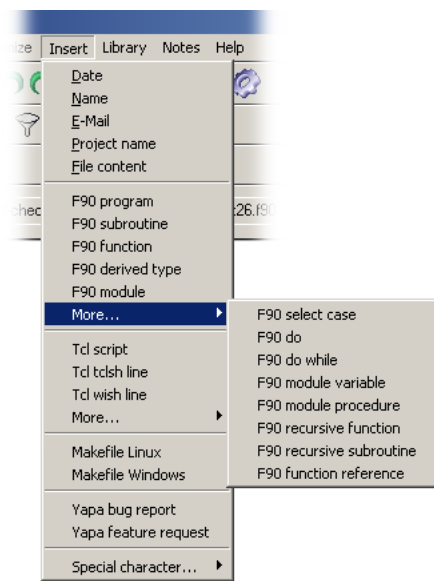 Insert Library Notes Help
Date
Name
E-Mail
Project name
File content
F90 program
:26.f90
F90 subroutine
F90 function
F90 derived type
F90 module
More...
F90 select case
F90 do
F90 do while
F90 module variable
F90 module procedure
F90 recursive function
F90 recursive subroutine
F90 function reference
Tcl script
Tcl tclsh line
Tcl wish line
More...
Makefile Linux
Makefile Windows
Yapa bug report
Yapa feature request
Special character...